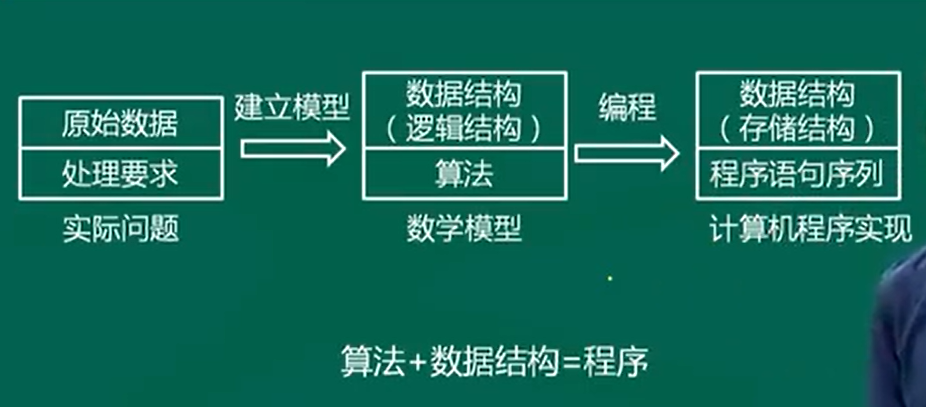 原始数据
处理要求
实际问题
建立模型
数据结构
（逻辑结构）
算法
数学模型
编程
数据结构
（存储结构）
程序语句序列
计算机程序实现
算法+数据结构=程序